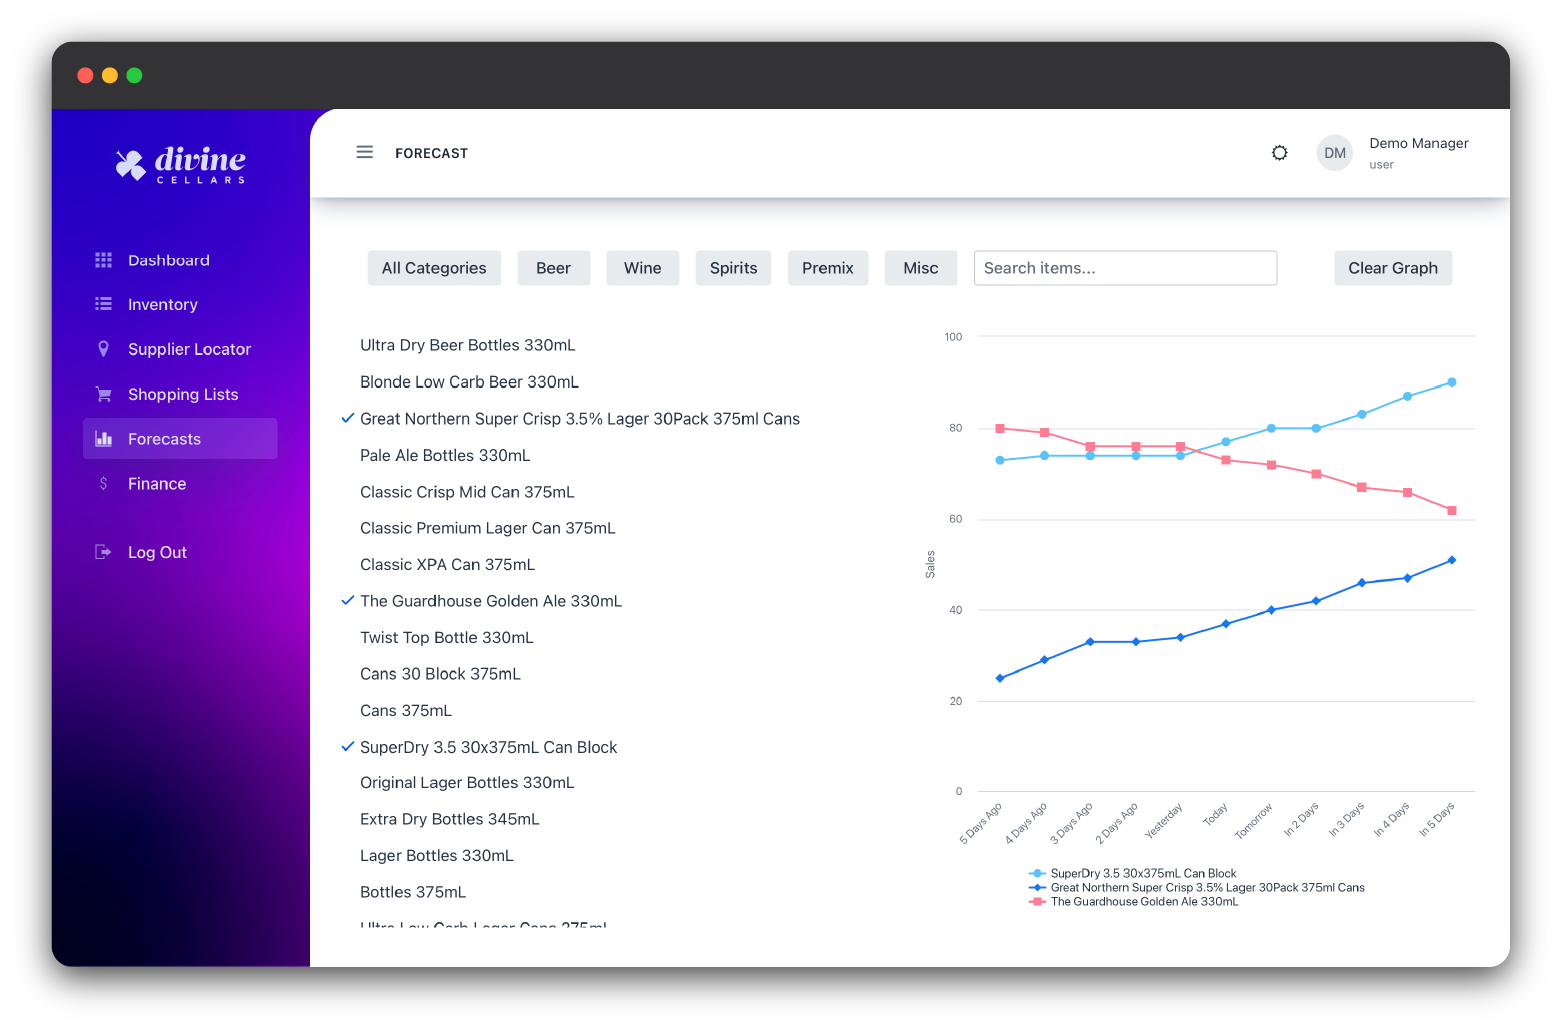 divine
CELLARS
Dashboard
Inventory
Supplier Locator
Shopping Lists
Forecasts
Finance
Log Out
FORECAST
DM
Demo Manager
user
All Categories
Beer
Wine
Spirits
Premix
Misc
Search items...
Clear Graph
Ultra Dry Beer Bottles 330mL
Blonde Low Carb Beer 330mL
Great Northern Super Crisp 3.5% Lager 30Pack 375ml Cans
Pale Ale Bottles 330mL
Classic Crisp Mid Can 375mL
Classic Premium Lager Can 375mL
Classic XPA Can 375mL
The Guardhouse Golden Ale 330mL
Twist Top Bottle 330mL
Cans 30 Block 375mL
Cans 375mL
SuperDry 3.5 30x375mL Can Block
Original Lager Bottles 330mL
Extra Dry Bottles 345mL
Lager Bottles 330mL
Bottles 375mL
Ultra Low Carb Lager Cans 375mL
100
80
60
40
20
0
Sales
5 Days Ago
4 Days Ago
3 Days Ago
2 Days Ago
Yesterday
Today
Tomorrow
In 2 Days
In 3 Days
In 4 Days
In 5 Days
SuperDry 3.5 30x375mL Can Block
Great Northern Super Crisp 3.5% Lager 30Pack 375ml Cans
The Guardhouse Golden Ale 330mL